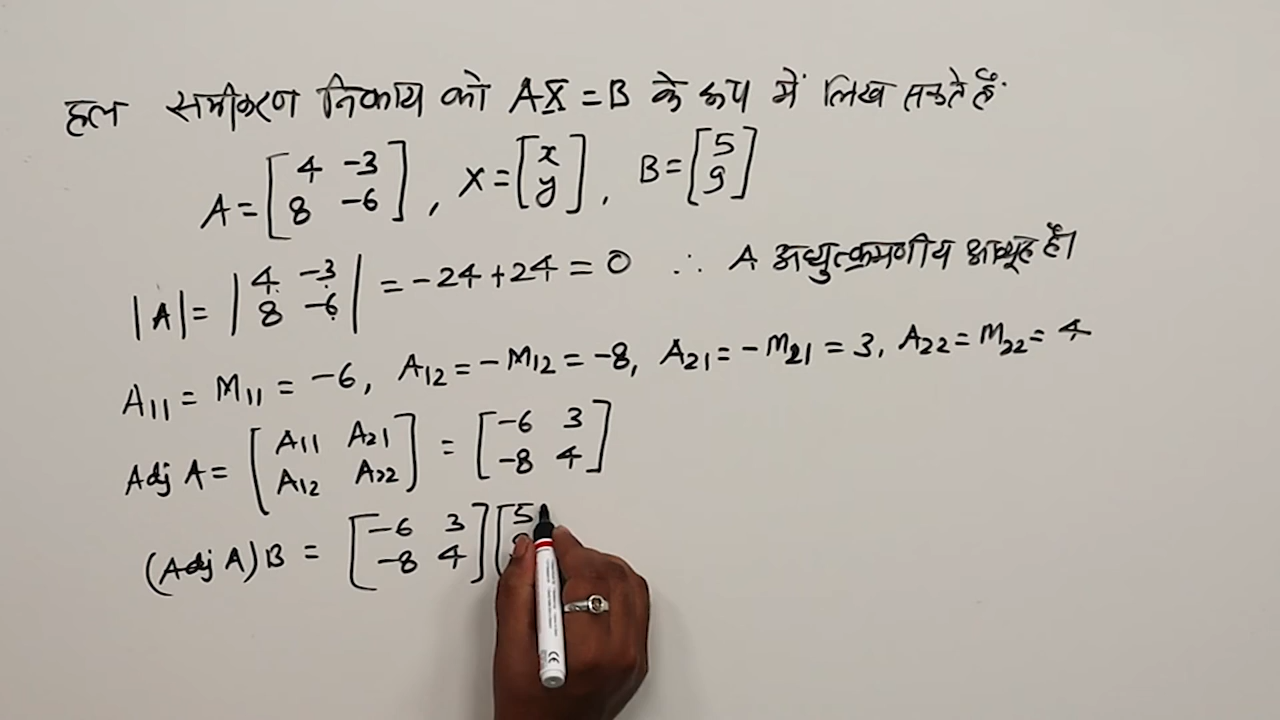 हल समीकरण निकाय को AX = B के रूप में लिख सकते हैं
A = [4 -3 8 -6], X = [x y], B = [5 9]
|A| = |4 -3 8 -6| = -24 + 24 = 0 ∴ A अव्युत्क्रमणीय आव्यूह है।
A11 = M11 = -6, A12 = -M12 = -8, A21 = -M21 = 3, A22 = M22 = 4
Adj A = [A11 A21 A12 A22] = [-6 3 -8 4]
(Adj A) B = [-6 3 -8 4] [5